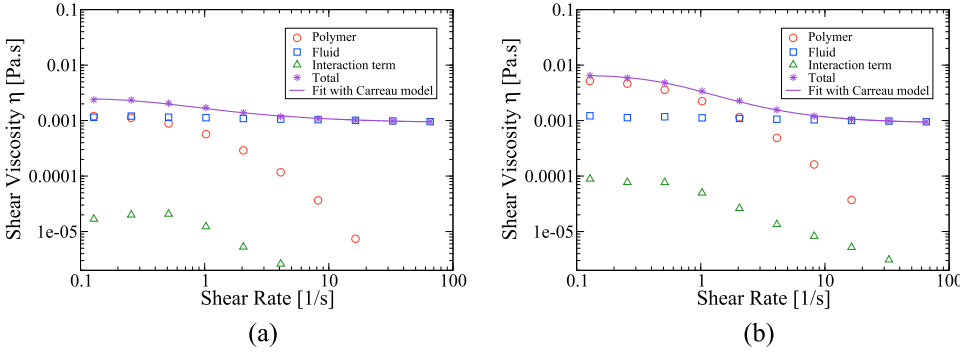 Shear Viscosity η [Pa.s]
0.1
0.01
0.001
0.0001
1e-05
Polymer
Fluid
Interaction term
Total
Fit with Carreau model
0.1
1
10
100
Shear Rate [1/s]
(a)
Shear Viscosity η [Pa.s]
0.1
0.01
0.001
0.0001
1e-05
Polymer
Fluid
Interaction term
Total
Fit with Carreau model
0.1
1
10
100
Shear Rate [1/s]
(b)